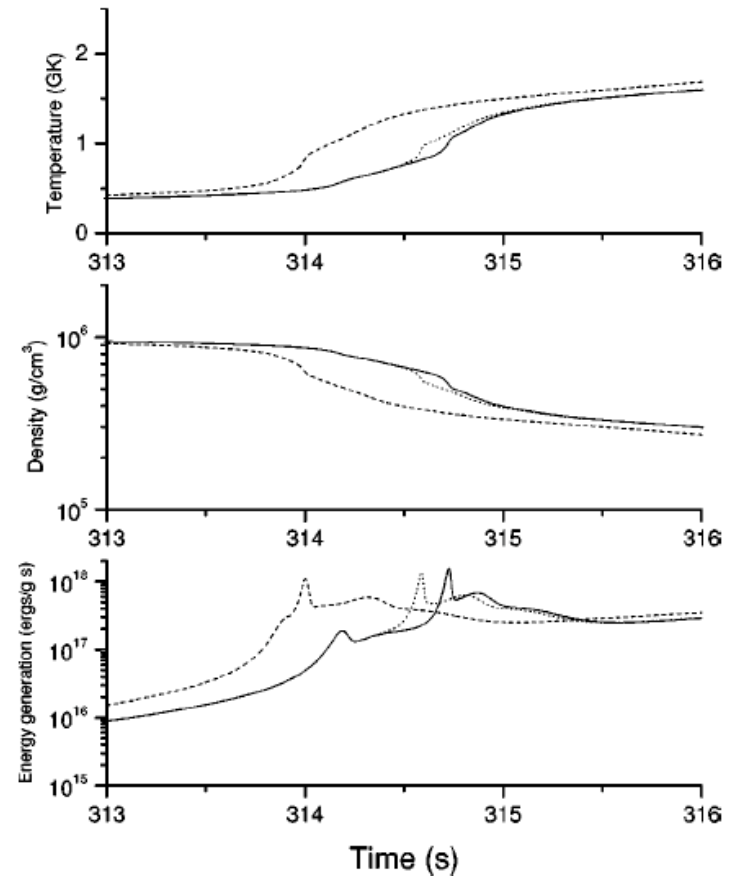 Temperature (GK)
2
1
0
313 314 315 316
Density (g/cm³)
10⁶
10⁵
313 314 315 316
Energy generation (ergs/g s)
10¹⁸
10¹⁷
10¹⁶
10¹⁵
313 314 315 316
Time (s)